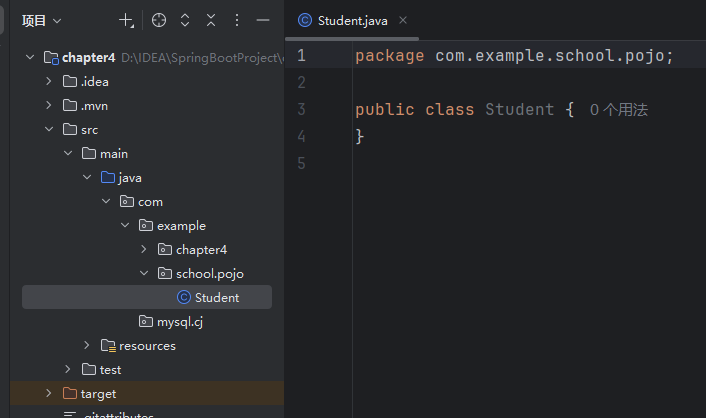 项目
chapter4 D:\IDEA\SpringBootProject\
.idea
.mvn
src
main
java
com
example
chapter4
school.pojo
Student
mysql.cj
resources
test
target
.gitattributes
Student.java
1 package com.example.school.pojo;
2
3 public class Student { 0个用法
4 }
5